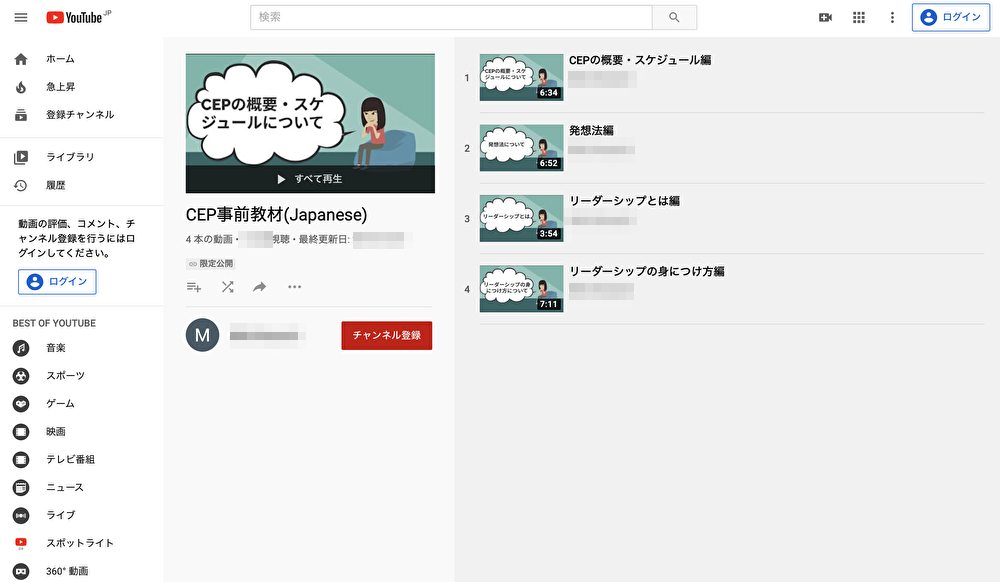 YouTube JP
検索
ログイン
ホーム
急上昇
登録チャンネル
ライブラリ
履歴
動画の評価、コメント、チ
ャンネル登録を行うにはロ
グインしてください。
ログイン
BEST OF YOUTUBE
音楽
スポーツ
ゲーム
映画
テレビ番組
ニュース
ライブ
スポットライト
360° 動画
CEPの概要・スケ
ジュールについて
すべて再生
CEP事前教材(Japanese)
4 本の動画・
視聴・最終更新日:
限定公開
M
チャンネル登録
1
CEPの概要・スケ
ジュールについて
6:34
CEPの概要・スケジュール編
2
発想法について
6:52
発想法編
3
リーダーシップとは
3:54
リーダーシップとは編
4
リーダーシップの身
につけ方について
7:11
リーダーシップの身につけ方編